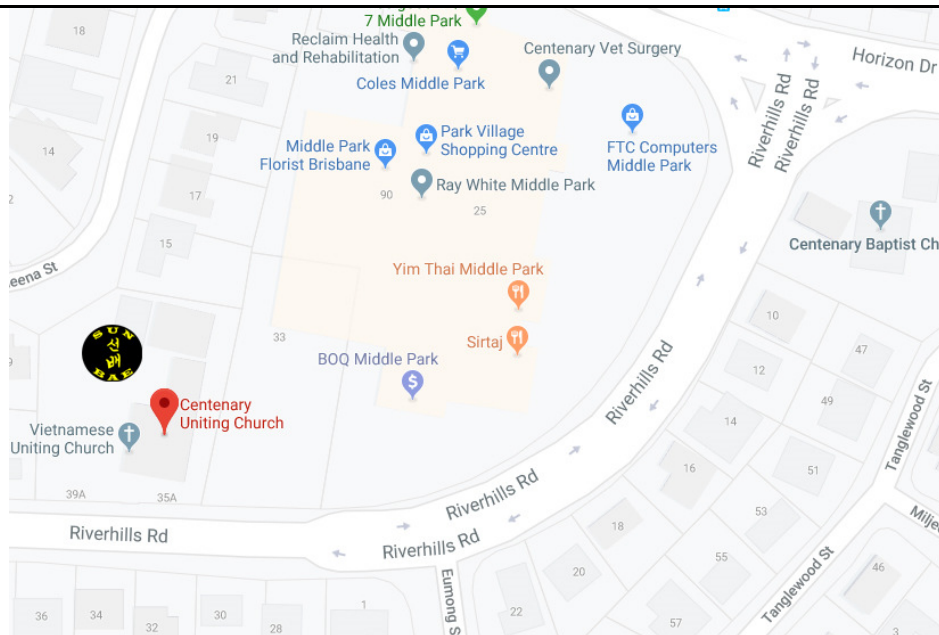 7 Middle Park
18
Reclaim Health
and Rehabilitation
Coles Middle Park
Centenary Vet Surgery
Horizon Dr
21
Riverhills Rd
Riverhills Rd
14
19
Middle Park
Florist Brisbane
Park Village
Shopping Centre
FTC Computers
Middle Park
Ray White Middle Park
17
90
25
15
Centenary Baptist Ch
eena St
Yim Thai Middle Park
10
SUN
선
배
BAE
33
Sirtaj
BOQ Middle Park
Riverhills Rd
47
12
49
Centenary
Uniting Church
Vietnamese
Uniting Church
14
Tanglewood St
16
51
39A
35A
Riverhills Rd
Riverhills Rd
Riverhills Rd
18
53
55
Eumong S
20
Tanglewood St
46
36
34
32
30
28
1
22
57
3